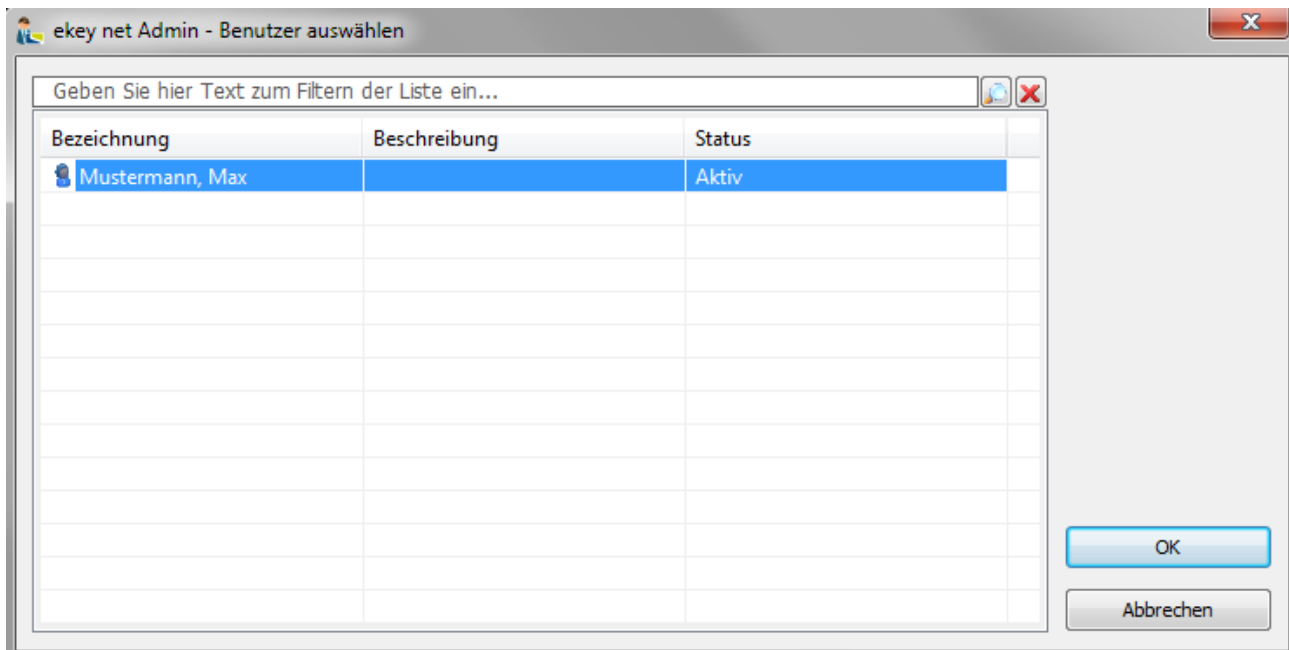 ekey net Admin - Benutzer auswählen
Geben Sie hier Text zum Filtern der Liste ein...
Bezeichnung Beschreibung Status
Mustermann, Max Aktiv
OK
Abbrechen